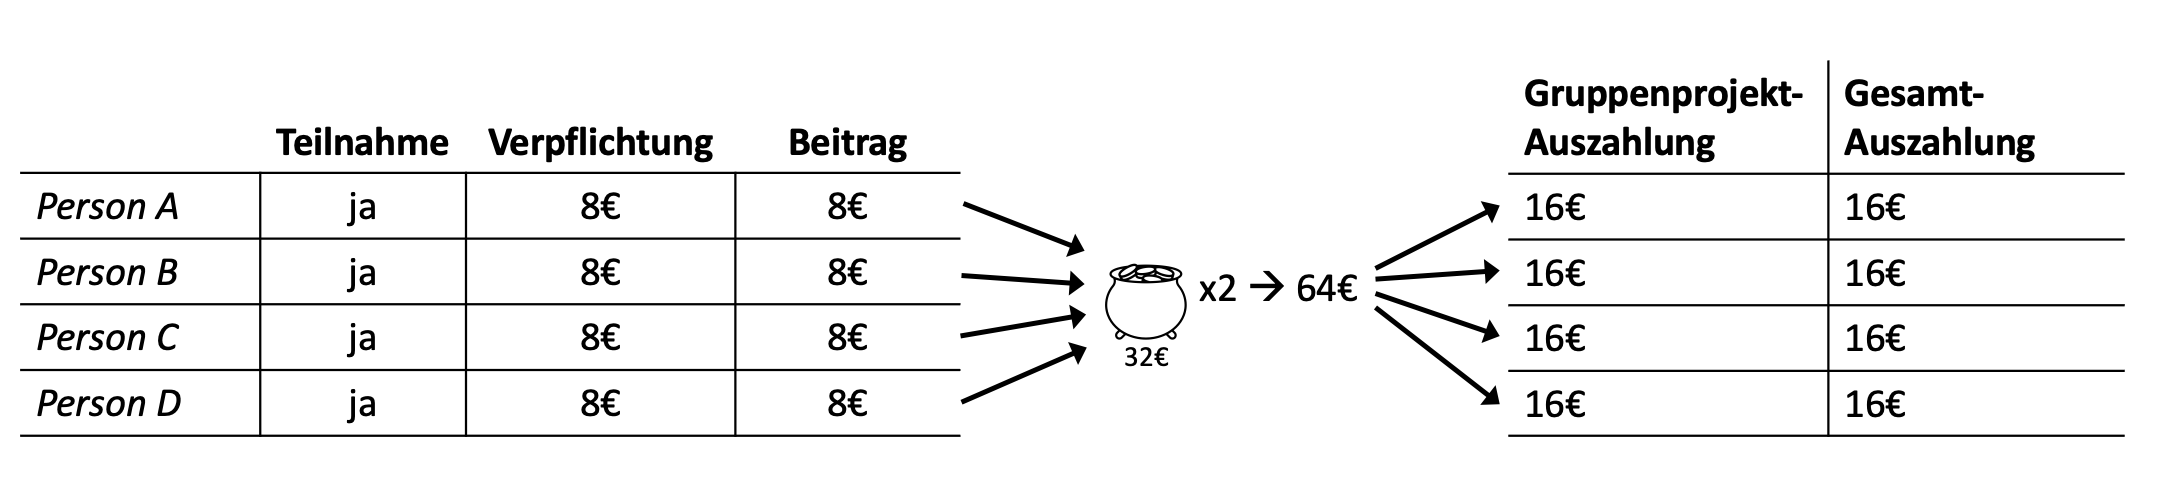 Teilnahme Verpflichtung Beitrag
Person A ja 8€ 8€
Person B ja 8€ 8€
Person C ja 8€ 8€
Person D ja 8€ 8€
32€
x2 → 64€
Gruppenprojekt-
Auszahlung
Gesamt-
Auszahlung
16€ 16€
16€ 16€
16€ 16€
16€ 16€